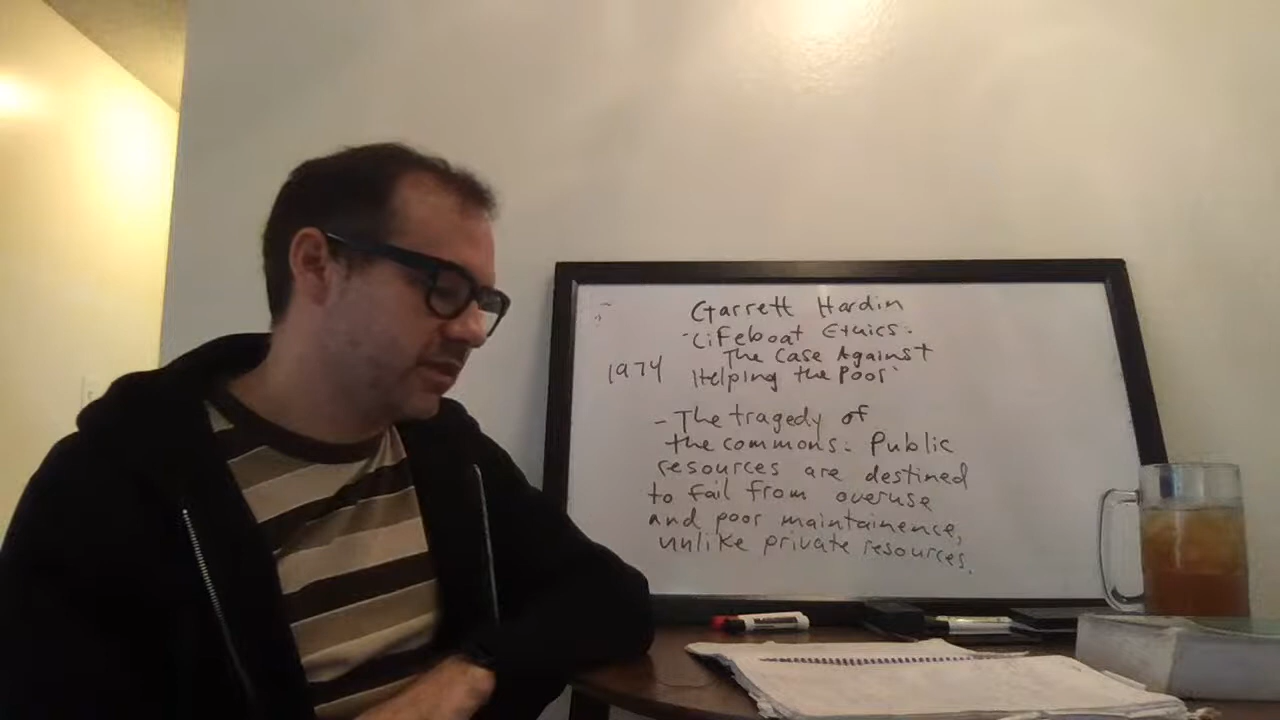 Garrett Hardin
"Lifeboat Ethics:
The Case Against
1974 Helping the Poor"
- The tragedy of
the commons: Public
resources are destined
to fail from overuse
and poor maintainence,
unlike private resources.